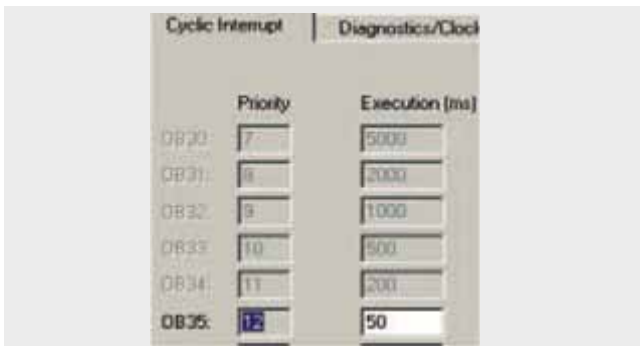 Cyclic Interrupt Diagnostics/Clock
Priority Execution (ms)
OB30: 7 5000
OB31: 8 2000
OB32: 9 1000
OB33: 10 500
OB34: 11 200
OB35: 12 50